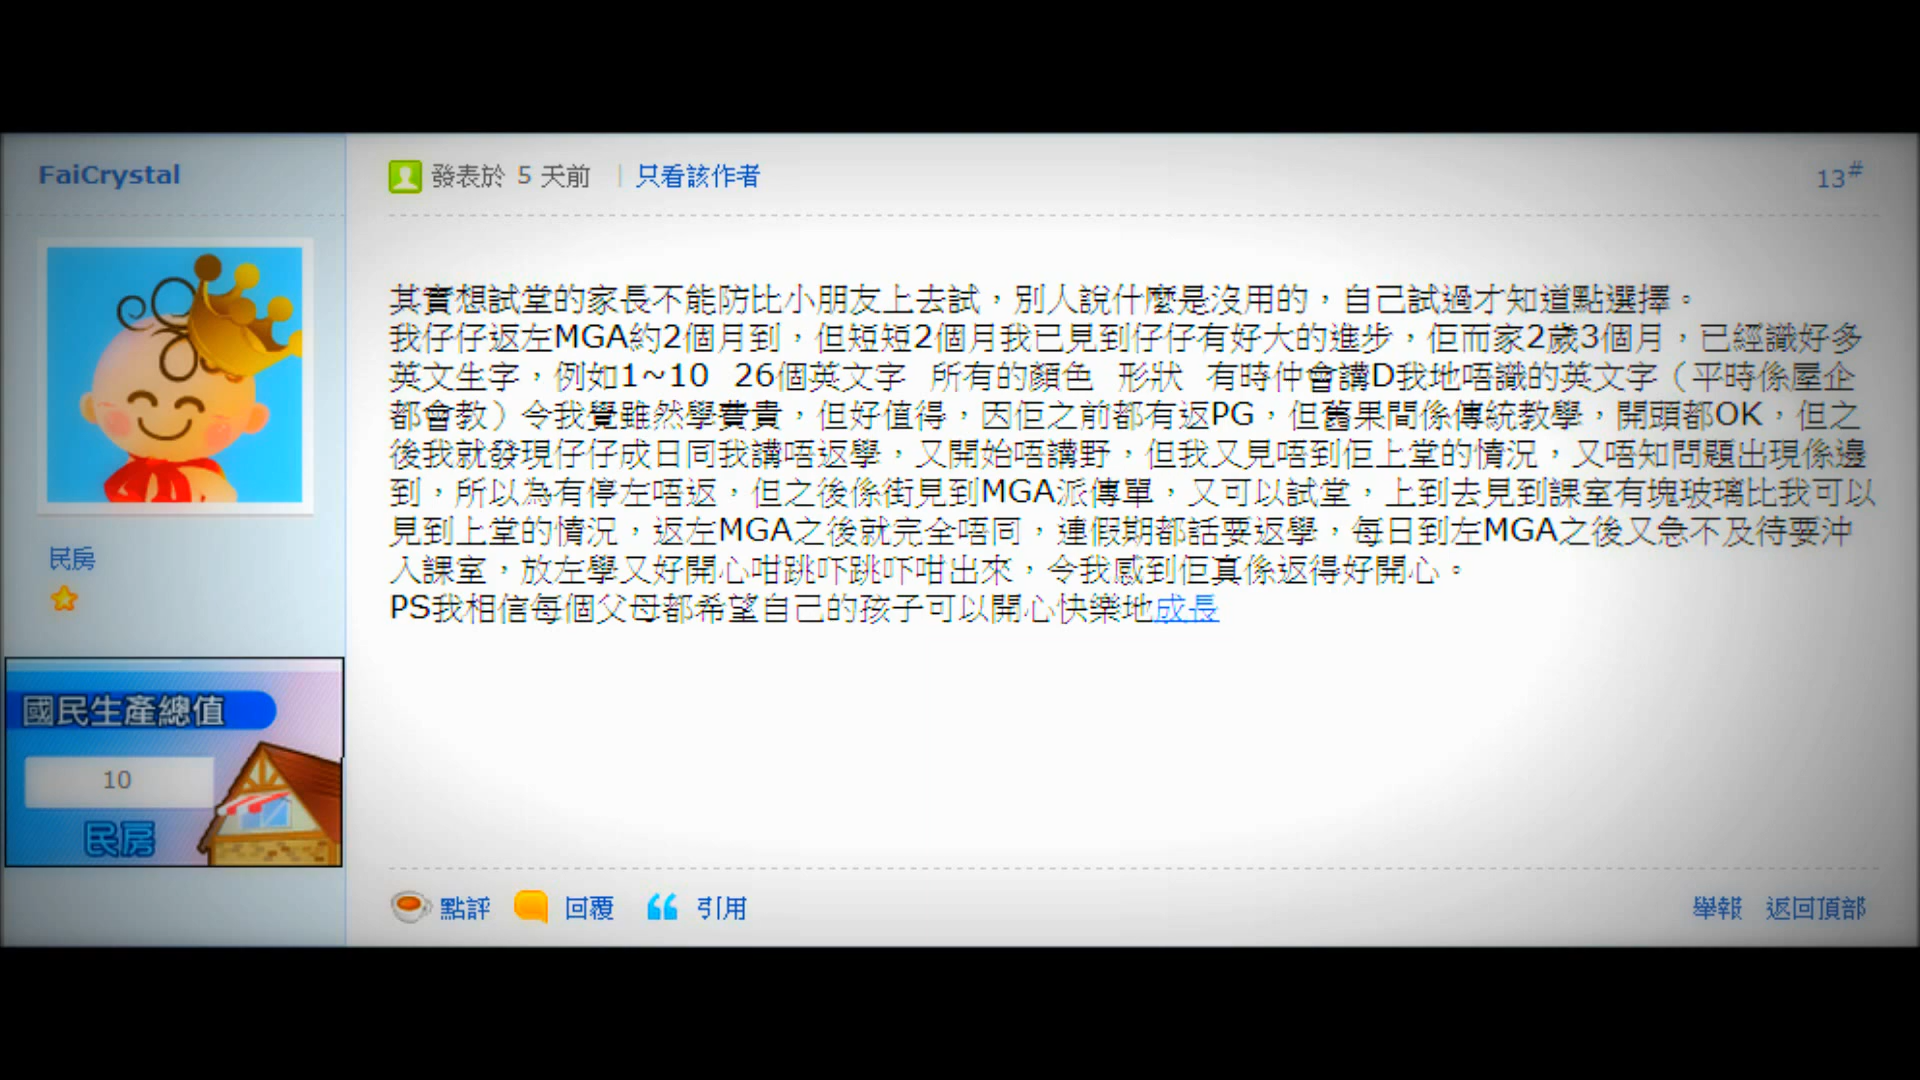 FaiCrystal
發表於 5 天前 | 只看該作者
13#
其實想試堂的家長不能防比小朋友上去試，別人說什麼是沒用的，自己試過才知道點選擇。
我仔仔返左MGA約2個月到，但短短2個月我已見到仔仔有好大的進步，佢而家2歲3個月，已經識好多
英文生字，例如1~10 26個英文字 所有的顏色 形狀 有時仲會講D我地唔識的英文字（平時係屋企
都會教）令我覺雖然學費貴，但好值得，因佢之前都有返PG，但舊果間係傳統教學，開頭都OK，但之
後我就發現仔仔成日同我講唔返學，又開始唔講野，但我又見唔到佢上堂的情況，又唔知問題出現係邊
到，所以為有停左唔返，但之後係街見到MGA派傳單，又可以試堂，上到去見到課室有塊玻璃比我可以
見到上堂的情況，返左MGA之後就完全唔同，連假期都話要返學，每日到左MGA之後又急不及待要沖
入課室，放左學又好開心咁跳吓跳吓咁出來，令我感到佢真係返得好開心。
PS我相信每個父母都希望自己的孩子可以開心快樂地成長
民房
國民生產總值
10
民房
點評 回覆 引用
舉報 返回頂部